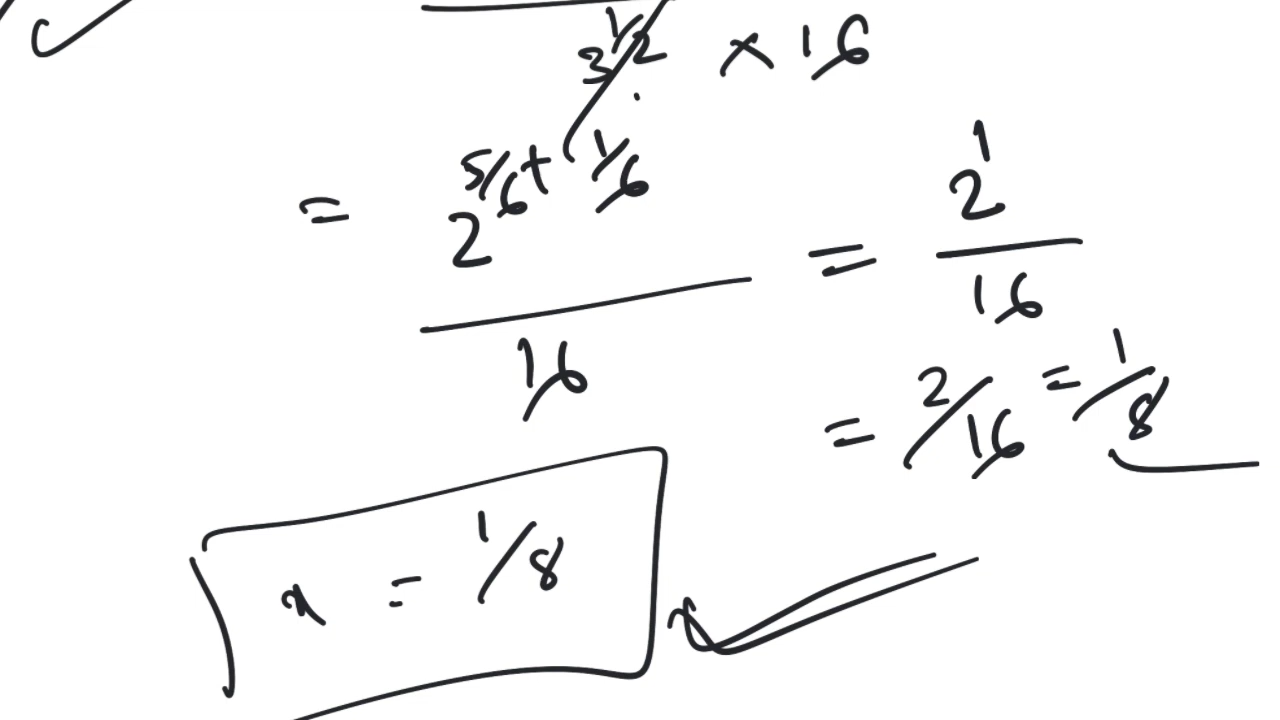 3^{1/2} × 16
= 2^{5/6 + 1/6} / 16 = 2^1 / 16
= 2/16 = 1/8
x = 1/8